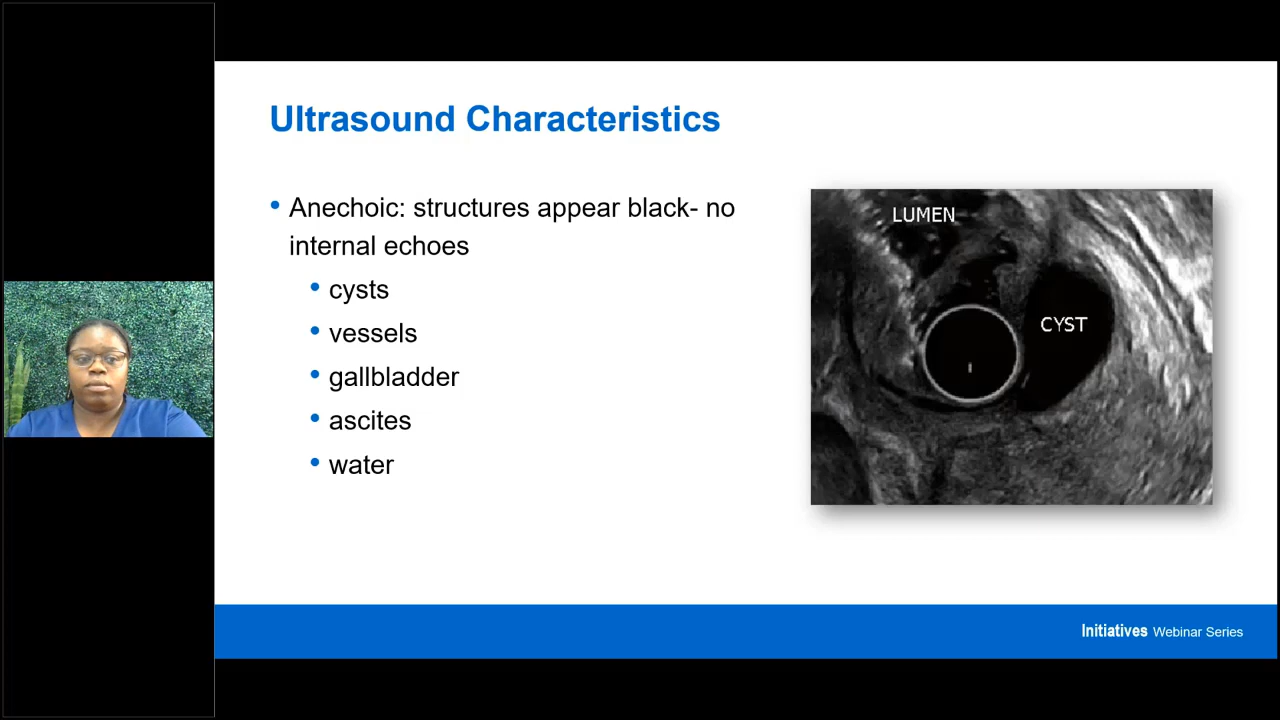 Ultrasound Characteristics
• Anechoic: structures appear black- no
internal echoes
• cysts
• vessels
• gallbladder
• ascites
• water
LUMEN
CYST
Initiatives Webinar Series